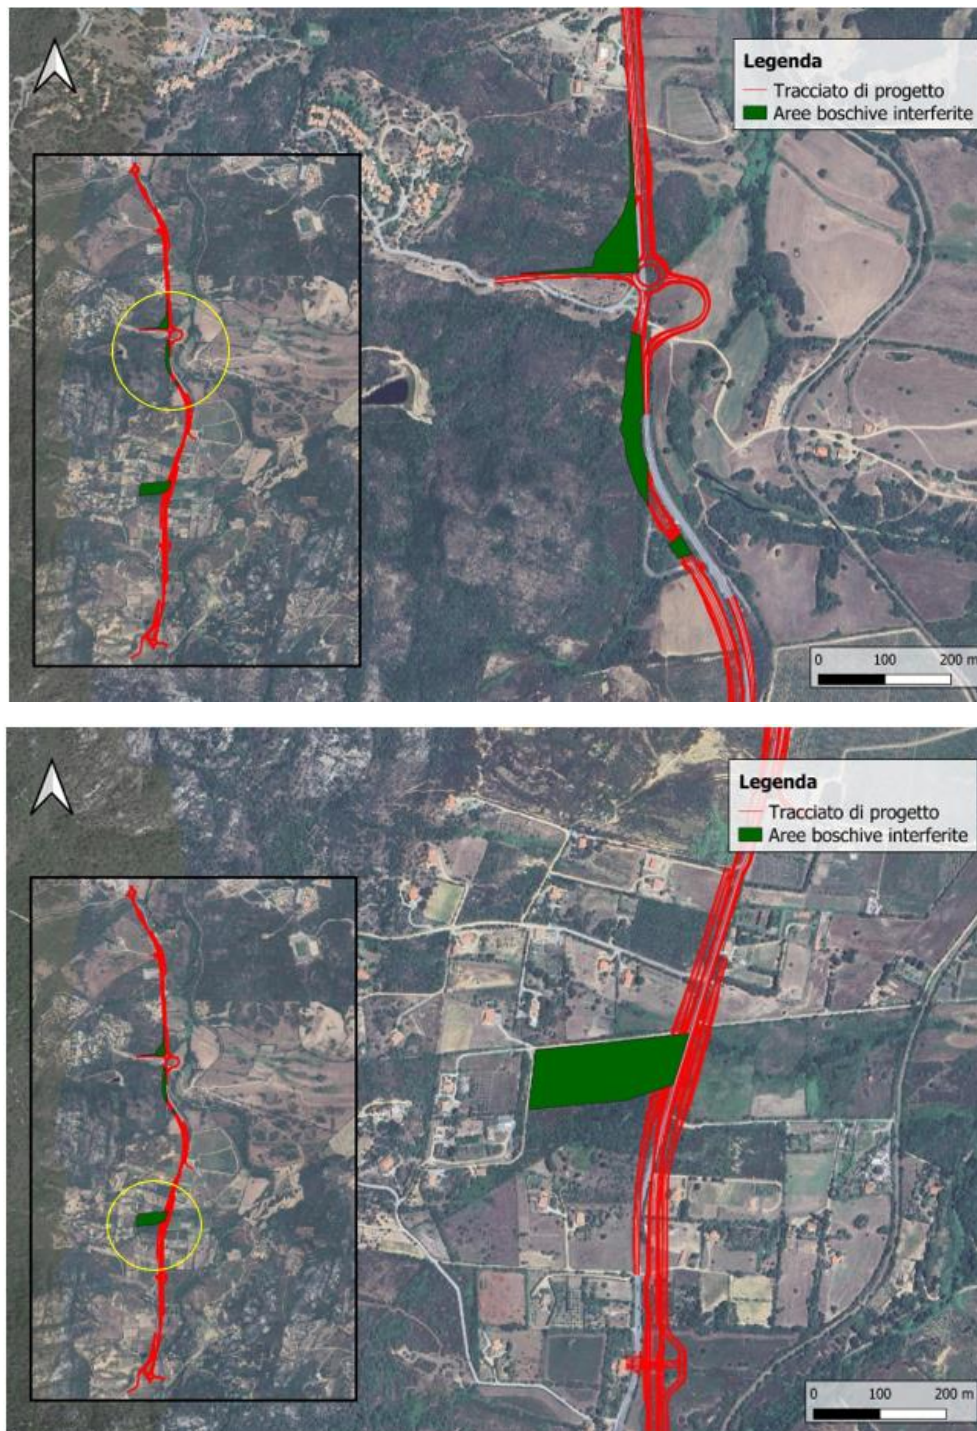 Legenda
Tracciato di progetto
Aree boschive interferite
0 100 200 m
Legenda
Tracciato di progetto
Aree boschive interferite
0 100 200 m